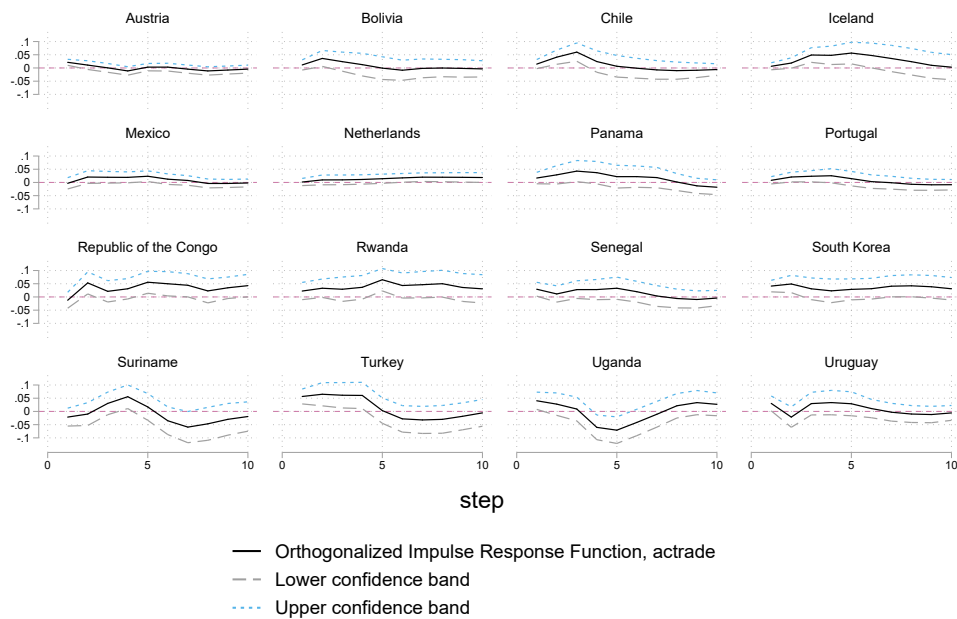 Austria Bolivia Chile Iceland
.1
.05
0
-.05
-.1
Mexico Netherlands Panama Portugal
.1
.05
0
-.05
-.1
Republic of the Congo Rwanda Senegal South Korea
.1
.05
0
-.05
-.1
Suriname Turkey Uganda Uruguay
.1
.05
0
-.05
-.1
0 5 10 0 5 10 0 5 10 0 5 10
step
Orthogonalized Impulse Response Function, actrade
Lower confidence band
Upper confidence band